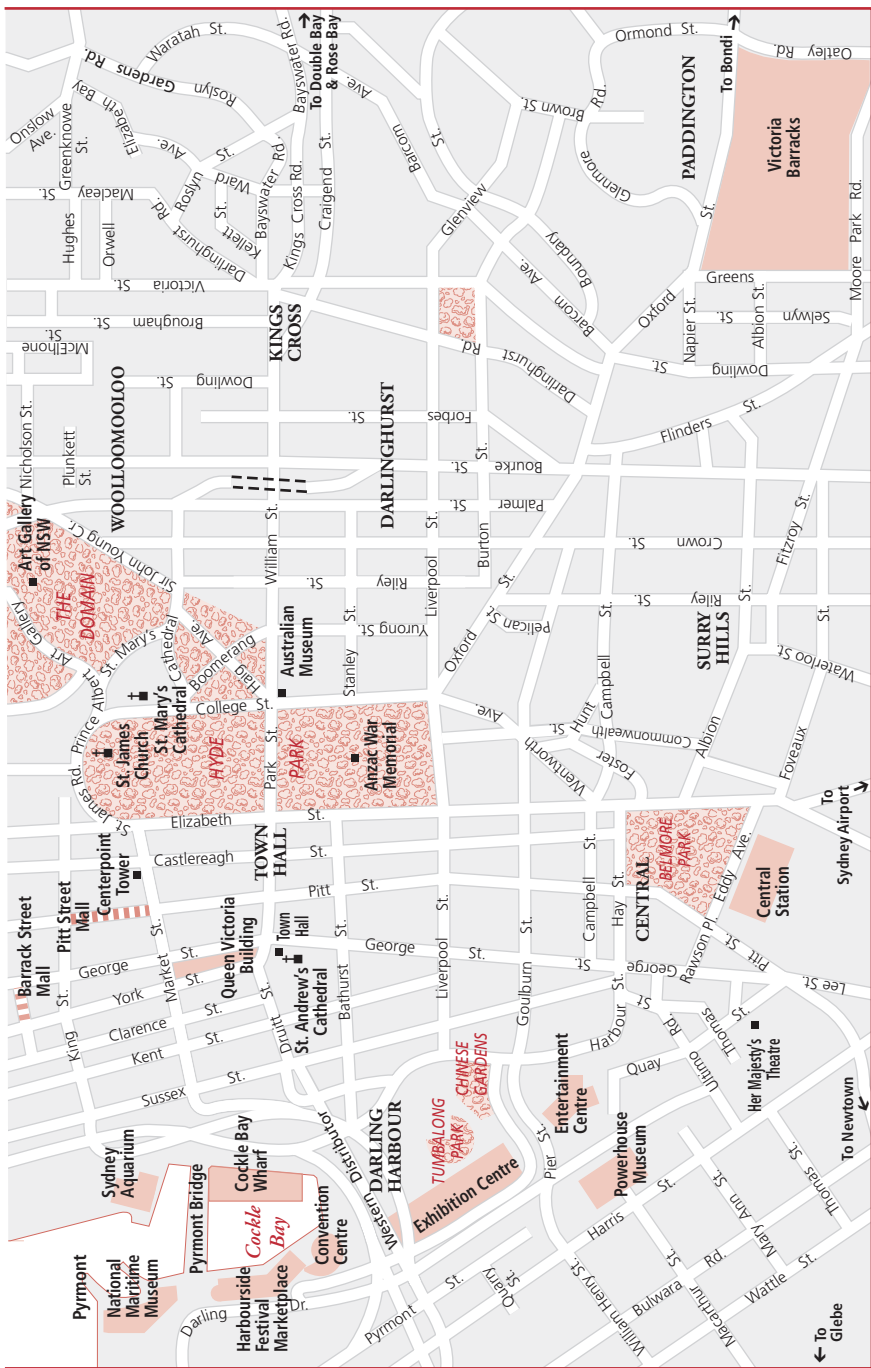 Ormond St.
Oatley Rd.
To Bondi
PADDINGTON
Victoria
Barracks
Moore Park Rd.
Greens
Waratah St.
Bayswater Rd.
To Double Bay
& Rose Bay
Gardens Rd.
Roslyn
Onslow
Ave.
Greenknowe
St.
Elizabeth Bay
Ave.
Macleay St.
Roslyn St.
Ward
Kellett
St.
Bayswater Rd.
Kings Cross Rd.
Craigend St.
Darlinghurst
Rd.
Hughes
Orwell
Victoria St.
Brougham
McElhone
St.
KINGS
CROSS
Barcom
Ave.
Brown St.
Glenmore
Rd.
Glenview
St.
Boundary
Barcom
Ave.
Oxford
St.
Napier St.
Albion St.
Selwyn
St.
Dowling
St.
Darlinghurst
Rd
Flinders
St.
Nicholson St.
Plunkett
St.
WOOLLOOMOOLOO
Dowling
St.
Forbes
St.
DARLINGHURST
Bourke
St.
Palmer
St.
Crown
St.
Art Gallery
of NSW
THE
DOMAIN
Sir John Young Cr.
Art Gallery
St. Mary's
Cathedral
Ave.
Boomerang
Haig
William
St.
Riley
St.
Yurong St.
Stanley
St.
Liverpool
St.
Burton
St.
Pelican St.
Oxford
St.
Riley
St.
Fitzroy St.
SURRY
HILLS
Waterloo St.
Australian
Museum
College St.
Prince Albert
St. Mary's
Cathedral
St. James
Church
HYDE
PARK
Park
St.
Anzac War
Memorial
St. James Rd.
Elizabeth
St.
Wentworth
Ave.
Hunt
St.
Campbell
St.
Commonwealth
Foster
Albion
St.
Foveaux
St.
To
Sydney Airport
Castlereagh
St.
TOWN
HALL
Pitt
St.
Centerpoint
Tower
Pitt Street
Mall
Barrack Street
Mall
George
St.
Queen Victoria
Building
Town
Hall
St. Andrew's
Cathedral
George
St.
Bathurst
St.
Liverpool
St.
Goulburn
St.
Campbell
St.
Hay St.
CENTRAL
BELMORE
PARK
Eddy Ave.
Central
Station
Rawson Pl.
Pitt
St.
George
St.
Lee St.
King
St.
York
St.
Market
St.
Clarence
St.
Kent
St.
Druitt
St.
Sussex
St.
Harbour
St.
Quay
Ultimo
Rd.
Thomas
St.
Her Majesty's
Theatre
To Newtown
TUMBALONG
PARK
CHINESE
GARDENS
Entertainment
Centre
Pier St.
Powerhouse
Museum
DARLING
HARBOUR
Western Distributor
Exhibition Centre
Sydney
Aquarium
Pyrmont Bridge
Cockle Bay
Wharf
Cockle
Bay
Convention
Centre
Pyrmont
National
Maritime
Museum
Harbourside
Festival
Marketplace
Darling
Dr.
Pyrmont
St.
Quarry
St.
Harris
St.
William Henry St.
Bulwara
Rd.
Macarthur
St.
Mary Ann
St.
Wattle
St.
Thomas
St.
To
Glebe